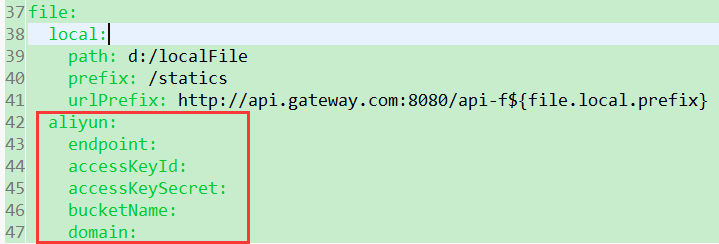 37 file:
38   local:
39     path: d:/localFile
40     prefix: /statics
41     urlPrefix: http://api.gateway.com:8080/api-f${file.local.prefix}
42   aliyun:
43     endpoint:
44     accessKeyId:
45     accessKeySecret:
46     bucketName:
47     domain: